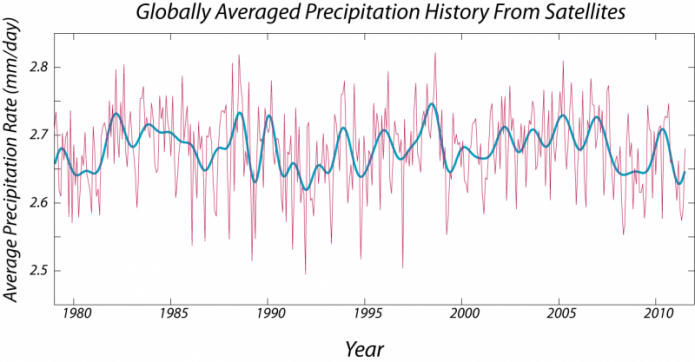 Globally Averaged Precipitation History From Satellites
Average Precipitation Rate (mm/day)
2.8
2.7
2.6
2.5
1980 1985 1990 1995 2000 2005 2010
Year